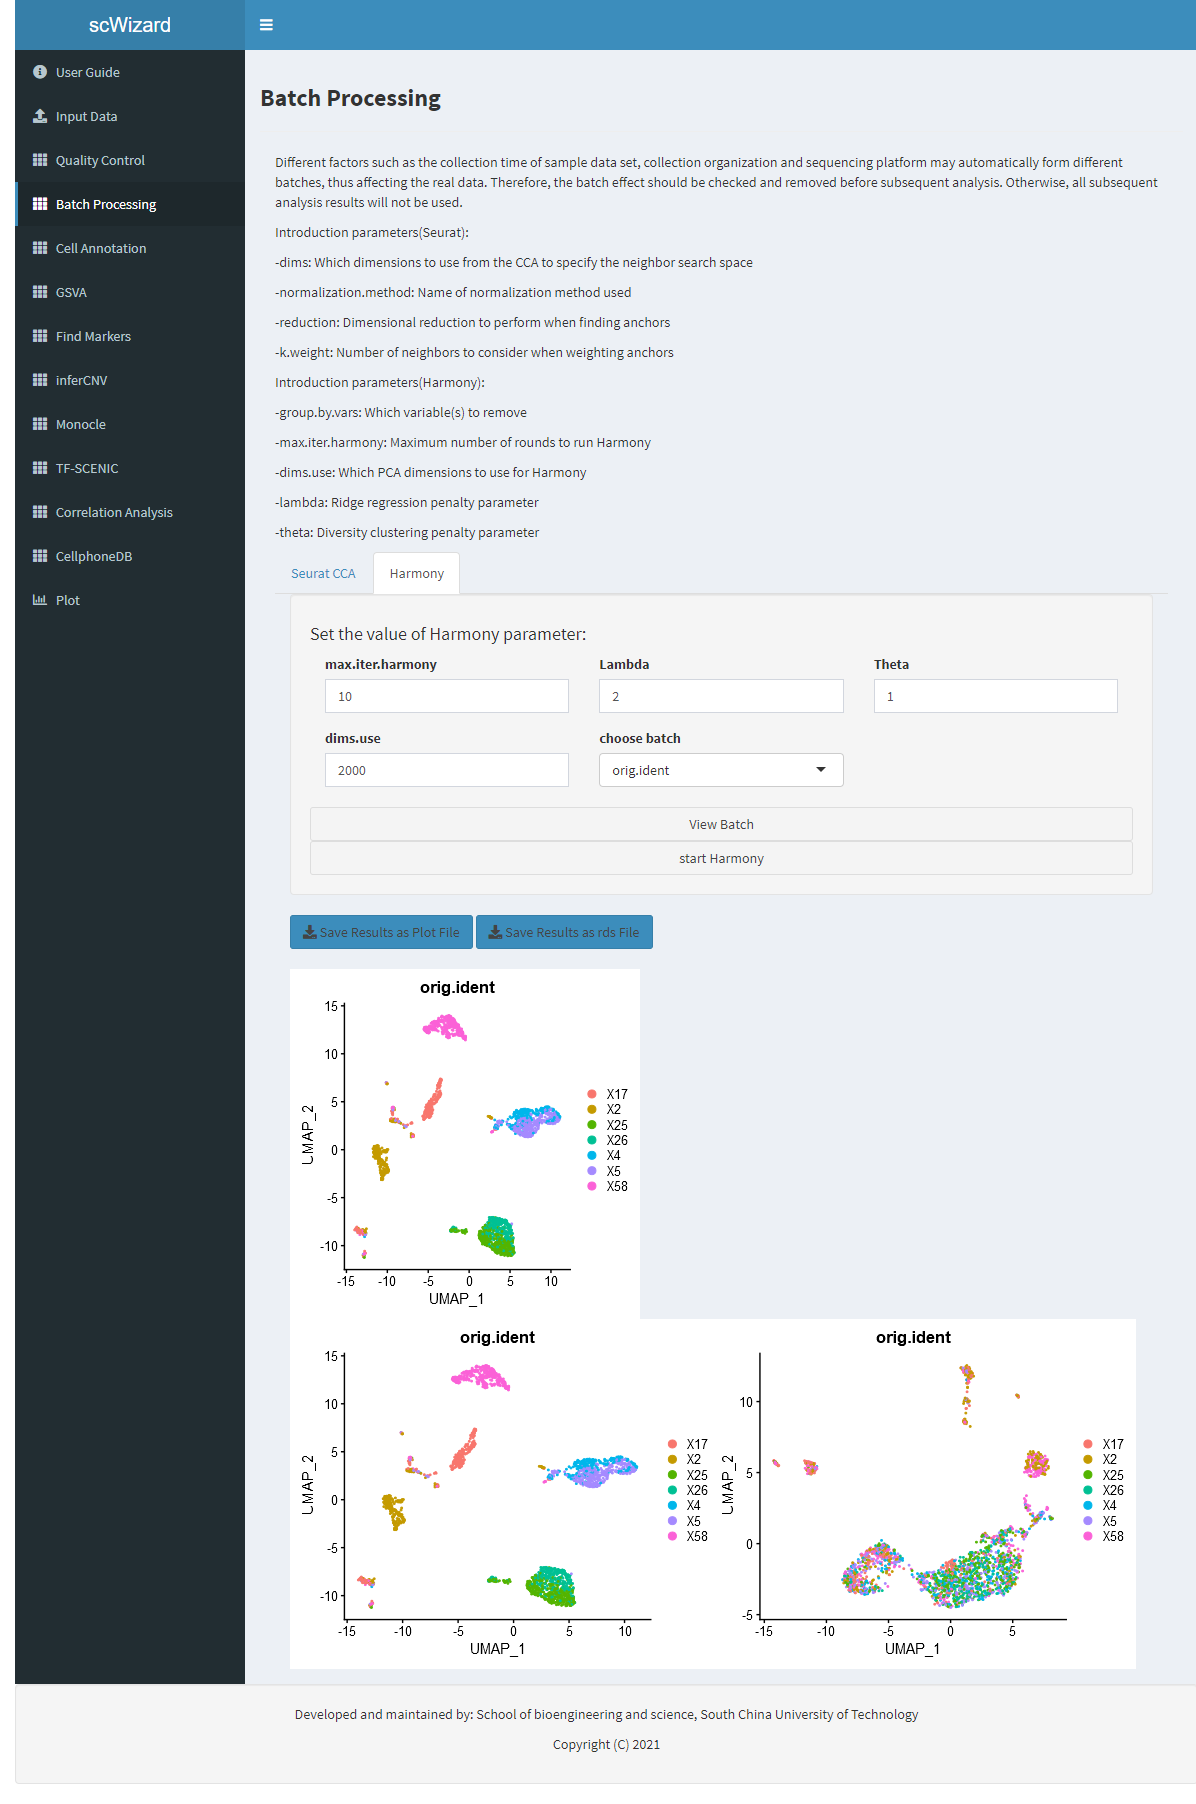 scWizard
User Guide
Input Data
Quality Control
Batch Processing
Cell Annotation
GSVA
Find Markers
inferCNV
Monocle
TF-SCENIC
Correlation Analysis
CellphoneDB
Plot
Batch Processing
Different factors such as the collection time of sample data set, collection organization and sequencing platform may automatically form different
batches, thus affecting the real data. Therefore, the batch effect should be checked and removed before subsequent analysis. Otherwise, all subsequent
analysis results will not be used.
Introduction parameters(Seurat):
-dims: Which dimensions to use from the CCA to specify the neighbor search space
-normalization.method: Name of normalization method used
-reduction: Dimensional reduction to perform when finding anchors
-k.weight: Number of neighbors to consider when weighting anchors
Introduction parameters(Harmony):
-group.by.vars: Which variable(s) to remove
-max.iter.harmony: Maximum number of rounds to run Harmony
-dims.use: Which PCA dimensions to use for Harmony
-lambda: Ridge regression penalty parameter
-theta: Diversity clustering penalty parameter
Seurat CCA Harmony
Set the value of Harmony parameter:
max.iter.harmony Lambda Theta
10 2 1
dims.use choose batch
2000 orig.ident
View Batch
start Harmony
Save Results as Plot File Save Results as rds File
orig.ident
15
10
5
0
-5
-10
UMAP_2
-15 -10 -5 0 5 10
UMAP_1
X17
X2
X25
X26
X4
X5
X58
orig.ident
15
10
5
0
-5
-10
UMAP_2
-15 -10 -5 0 5 10
UMAP_1
X17
X2
X25
X26
X4
X5
X58
orig.ident
10
5
0
-5
UMAP_2
-15 -10 -5 0 5
UMAP_1
X17
X2
X25
X26
X4
X5
X58
Developed and maintained by: School of bioengineering and science, South China University of Technology
Copyright (C) 2021